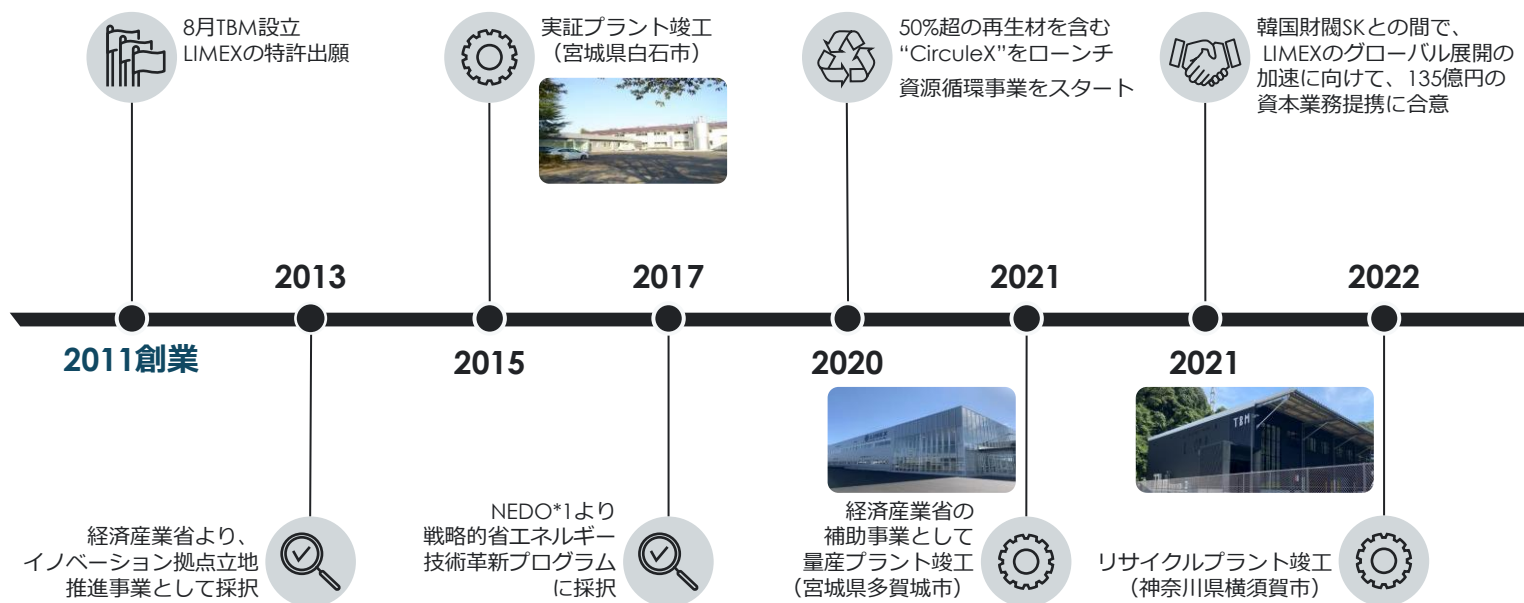 8月TBM設立
LIMEXの特許出願
実証プラント竣工
（宮城県白石市）
50%超の再生材を含む
“CirculeX”をローンチ
資源循環事業をスタート
韓国財閥SKとの間で、
LIMEXのグローバル展開の
加速に向けて、135億円の
資本業務提携に合意
2013
2017
2021
2022
2011創業
2015
2020
2021
LIMEX
TBM
経済産業省より、
イノベーション拠点立地
推進事業として採択
NEDO*1より
戦略的省エネルギー
技術革新プログラム
に採択
経済産業省の
補助事業として
量産プラント竣工
（宮城県多賀城市）
リサイクルプラント竣工
（神奈川県横須賀市）